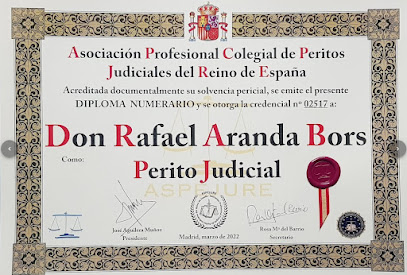 Asociación Profesional Colegial de Peritos
Judiciales del Reino de España
Acreditada documentalmente su solvencia pericial, se emite el presente
DIPLOMA NUMERARIO y se otorga la credencial nº 02517 a:
Don Rafael Aranda Bors
Como:
Perito Judicial
ASPEJURE
José Aguilera Muñoz
Presidente
Madrid, marzo de 2022
Rosa Mª del Barrio
Secretaria